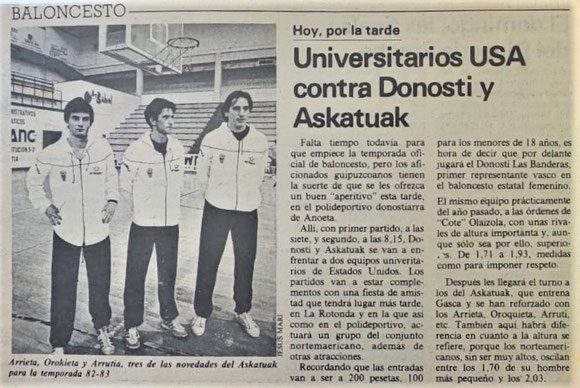 BALONCESTO
JESUS MARI
Arrieta, Orokieta y Arrutia, tres de las novedades del Askatuak
para la temporada 82-83
Hoy, por la tarde
Universitarios USA
contra Donosti y
Askatuak
Falta tiempo todavía para
que empiece la temporada ofi-
cial de baloncesto, pero los afi-
cionados guipuzcoanos tienen
la suerte de que se les ofrezca
un buen "aperitivo" esta tarde,
en el polideportivo donostiarra
de Anoeta.
Allí, con primer partido, a las
siete, y segundo, a las 8,15, Do-
nosti y Askatuak se van a en-
frentar a dos equipos universita-
rios de Estados Unidos. Los
partidos van a estar comple-
mentos con una fiesta de amis-
tad que tendrá lugar más tarde-
en La Rotonda y en la que así
como en el polideportivo, ac-
tuará un grupo del conjunto
norteamericano, además de
otras atracciones.
Recordando que las entradas
van a ser a 200 pesetas, 100
para los menores de 18 años, es
hora de decir que por delante
jugará el Donosti Las Banderas,
primer representante vasco en
el baloncesto estatal femenino.
El mismo equipo prácticamente
del año pasado, a las órdenes de
"Cote" Olaizola, con unas riva-
les de altura importanta y, aun-
que sólo sea por ello, superio-
.s. De 1,71 a 1,93, medidas
como para imponer respeto.
Después les llegará el turno a
los del Askatuak, que entrena
Gasca y se han reforzado con
los Arrieta, Oroquieta, Arruti,
etc. También aquí habrá diferen-
cia en cuanto a la altura se
refiere, porque los norteameri-
canos, sin ser muy altos, oscilan
entre los 1,70 de su hombre
más pequeño y los 2,03.